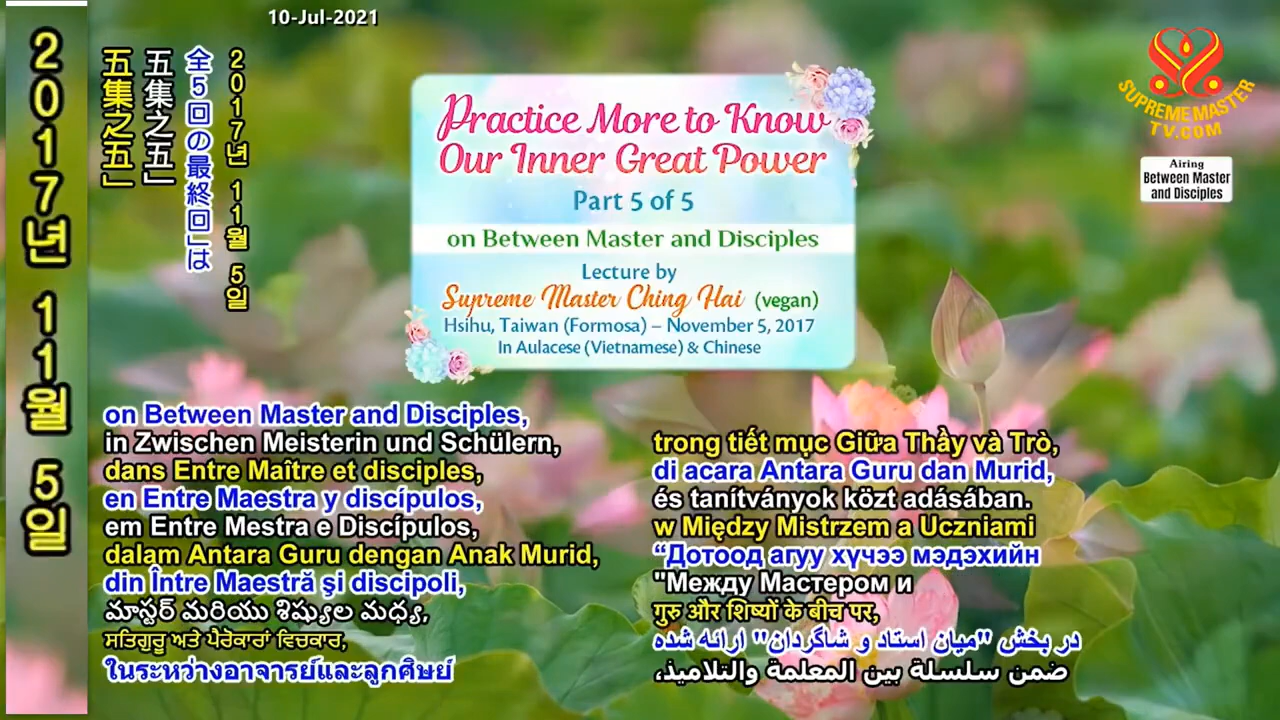 10-Jul-2021
2017년 11월 5일
2017년 11월 5일
全5回の最終回」は
五集之五」
五集之五」
SUPREME MASTER
TV.COM
Airing
Between Master
and Disciples
Practice More to Know
Our Inner Great Power
Part 5 of 5
on Between Master and Disciples
Lecture by
Supreme Master Ching Hai (vegan)
Hsihu, Taiwan (Formosa) – November 5, 2017
In Aulacese (Vietnamese) & Chinese
on Between Master and Disciples,
in Zwischen Meisterin und Schülern,
dans Entre Maître et disciples,
en Entre Maestra y discípulos,
em Entre Mestra e Discípulos,
dalam Antara Guru dengan Anak Murid,
din Între Maestră şi discipoli,
మాస్టర్ మరియు శిష్యుల మధ్య,
ਸਤਿਗੁਰੂ ਅਤੇ ਪੈਰੋਕਾਰਾਂ ਵਿਚਕਾਰ,
ในระหว่างอาจารย์และลูกศิษย์
trong tiết mục Giữa Thầy và Trò,
di acara Antara Guru dan Murid,
és tanítványok közt adásában.
w Między Mistrzem a Uczniami
“Дотоод агуу хүчээ мэдэхийн
"Между Мастером и
गुरु और शिष्यों के बीच पर,
در بخش "میان استاد و شاگردان" ارائه شده
ضمن سلسلة بين المعلمة والتلاميذ،